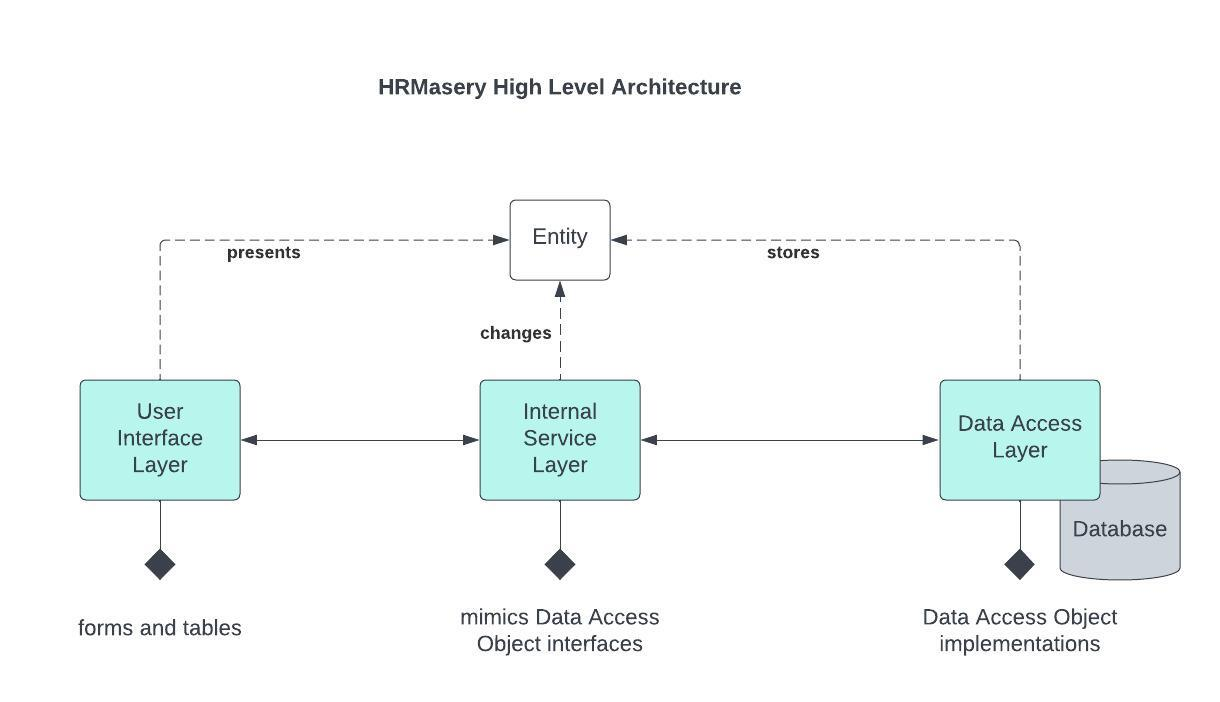 HRMasery High Level Architecture
Entity
presents
stores
changes
User
Interface
Layer
Internal
Service
Layer
Data Access
Layer
Database
forms and tables
mimics Data Access
Object interfaces
Data Access Object
implementations